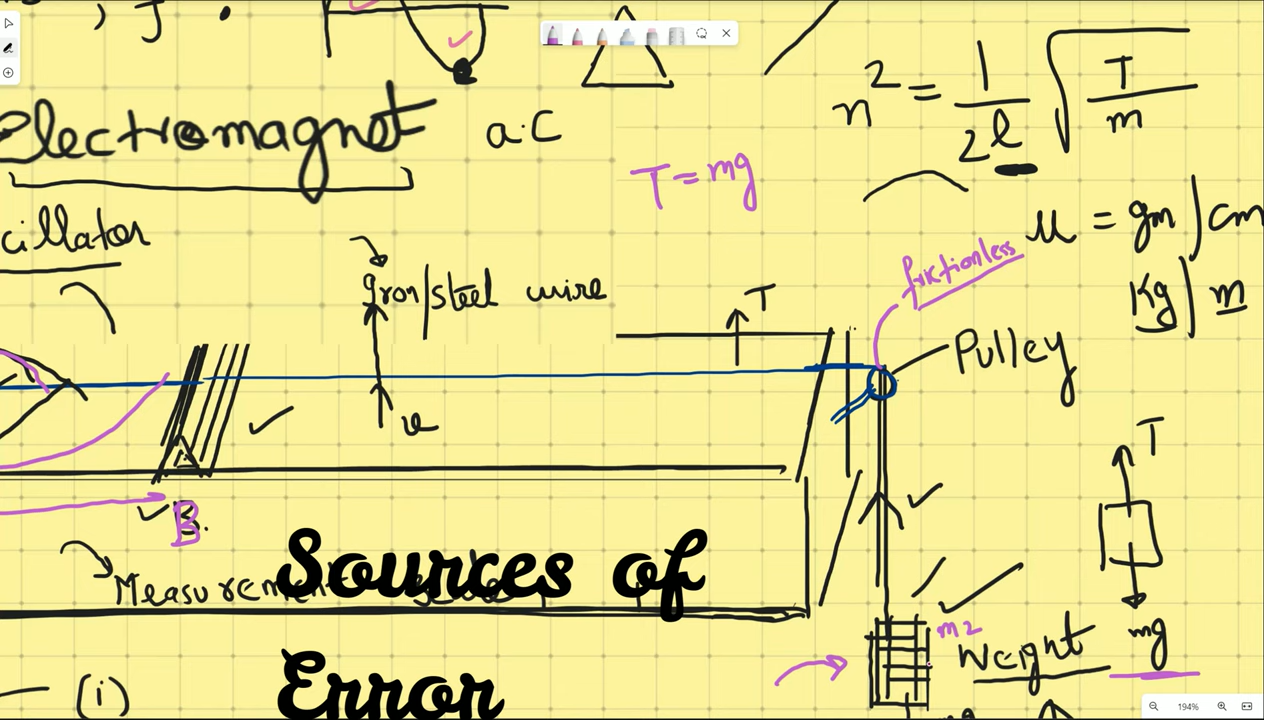 Electromagnet a.c
n² = 1/2l √T/m
T = mg
cillator
μ = gm/cm
frictionless
Kg/m
gron/steel wire
T
Pulley
T
B.
Sources of
Measurement
m2
Weight
mg
Error
(i)
194%